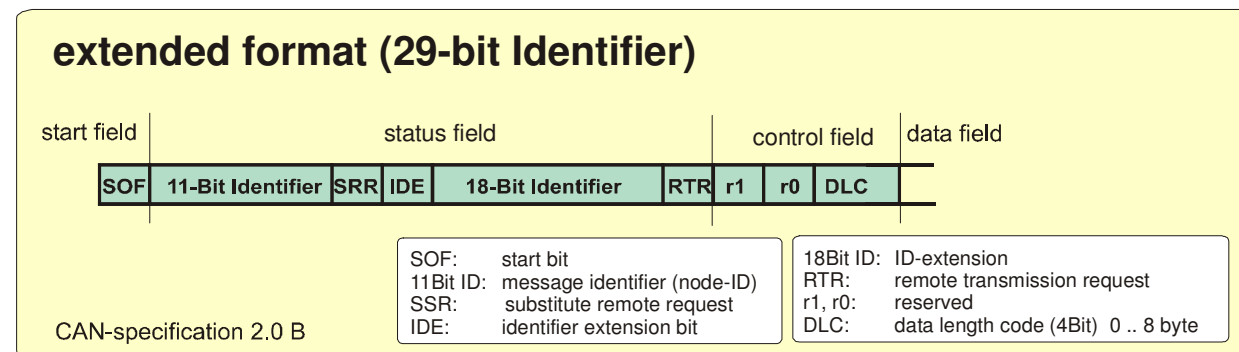 extended format (29-bit Identifier)
start field status field control field data field
SOF 11-Bit Identifier SRR IDE 18-Bit Identifier RTR r1 r0 DLC
SOF: start bit
11Bit ID: message identifier (node-ID)
SSR: substitute remote request
IDE: identifier extension bit
18Bit ID: ID-extension
RTR: remote transmission request
r1, r0: reserved
DLC: data length code (4Bit) 0 .. 8 byte
CAN-specification 2.0 B